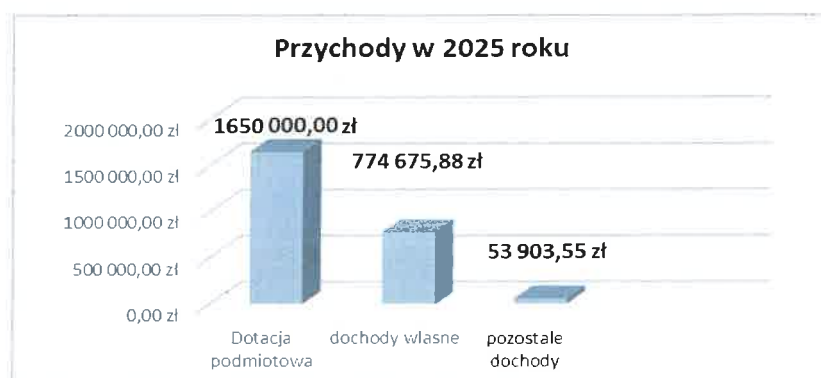 Przychody w 2025 roku
2000 000,00 zł
1500 000,00 zł
1000 000,00 zł
500 000,00 zł
0,00 zł
1650 000,00 zł
774 675,88 zł
53 903,55 zł
Dotacja
podmiotowa
dochody wlasne
pozostale
dochody